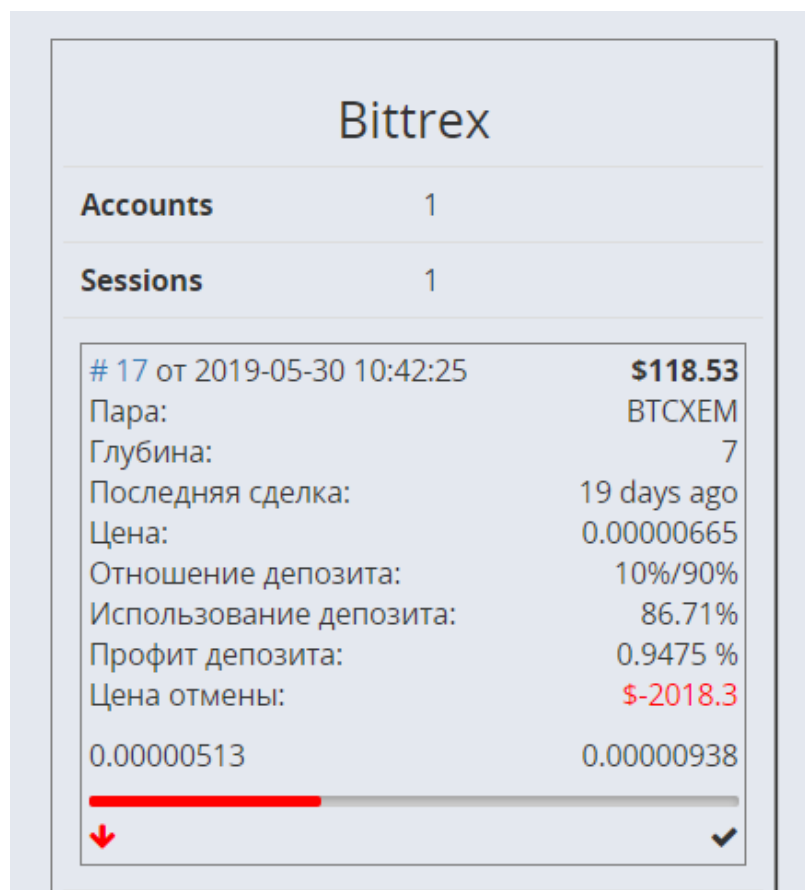 Bittrex
Accounts 1
Sessions 1
# 17 от 2019-05-30 10:42:25 $118.53
Пара: BTCXEM
Глубина: 7
Последняя сделка: 19 days ago
Цена: 0.00000665
Отношение депозита: 10%/90%
Использование депозита: 86.71%
Профит депозита: 0.9475 %
Цена отмены: $-2018.3
0.00000513 0.00000938